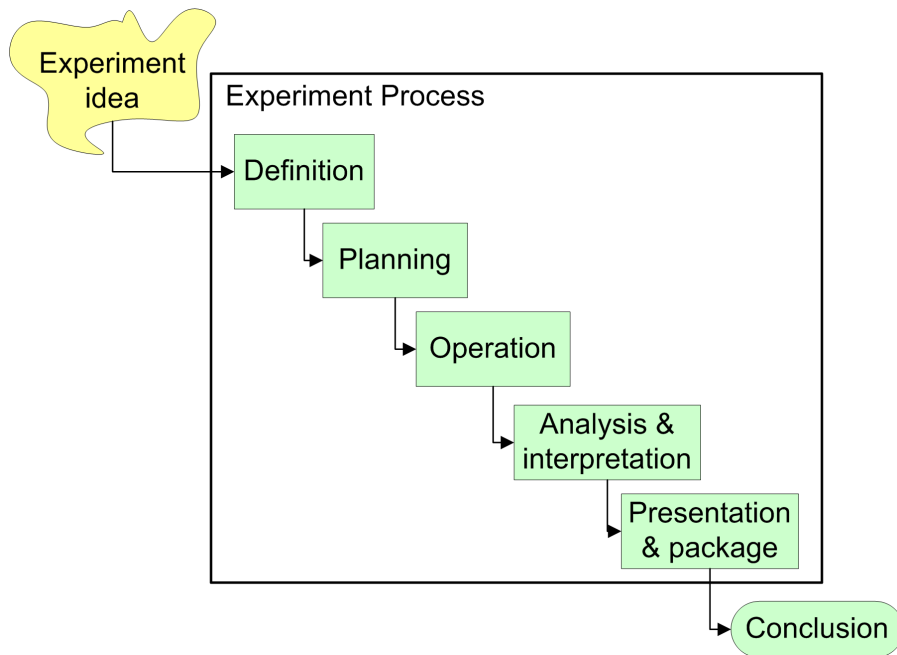 Experiment
idea
Experiment Process
Definition
Planning
Operation
Analysis &
interpretation
Presentation
& package
Conclusion